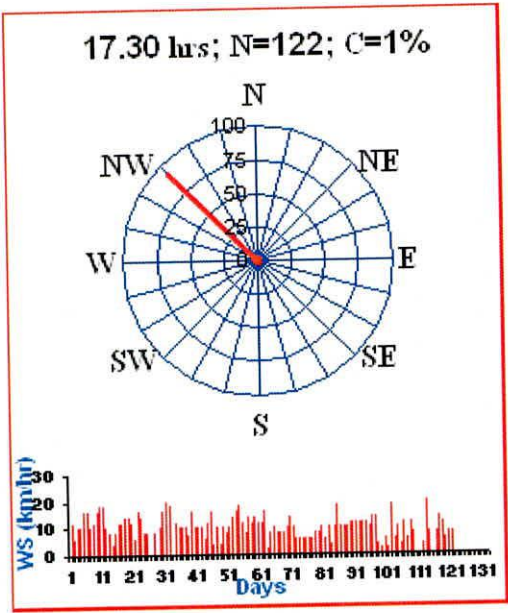 17.30 hrs; N=122; C=1%
N
100
NW
NE
75
50
25
W
0
E
SW
SE
S
WS (km/hr)
30
20
10
0
1 11 21 31 41 51 61 71 81 91 101 111 121 131
Days